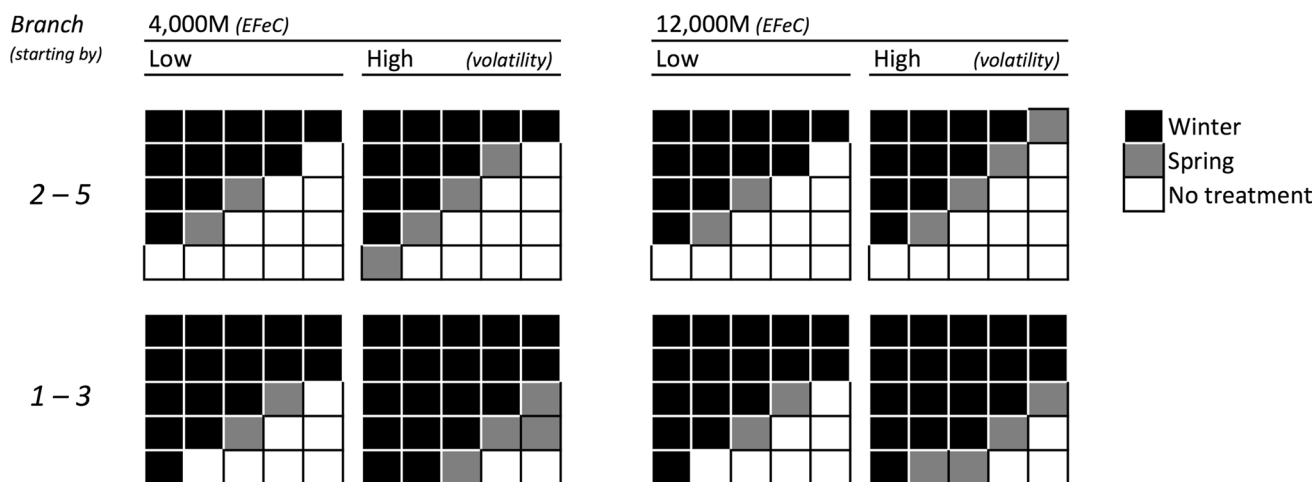 Branch 4,000M (EFeC) 12,000M (EFeC)
(starting by) Low High (volatility) Low High (volatility)
Winter
Spring
2 – 5 No treatment
1 – 3